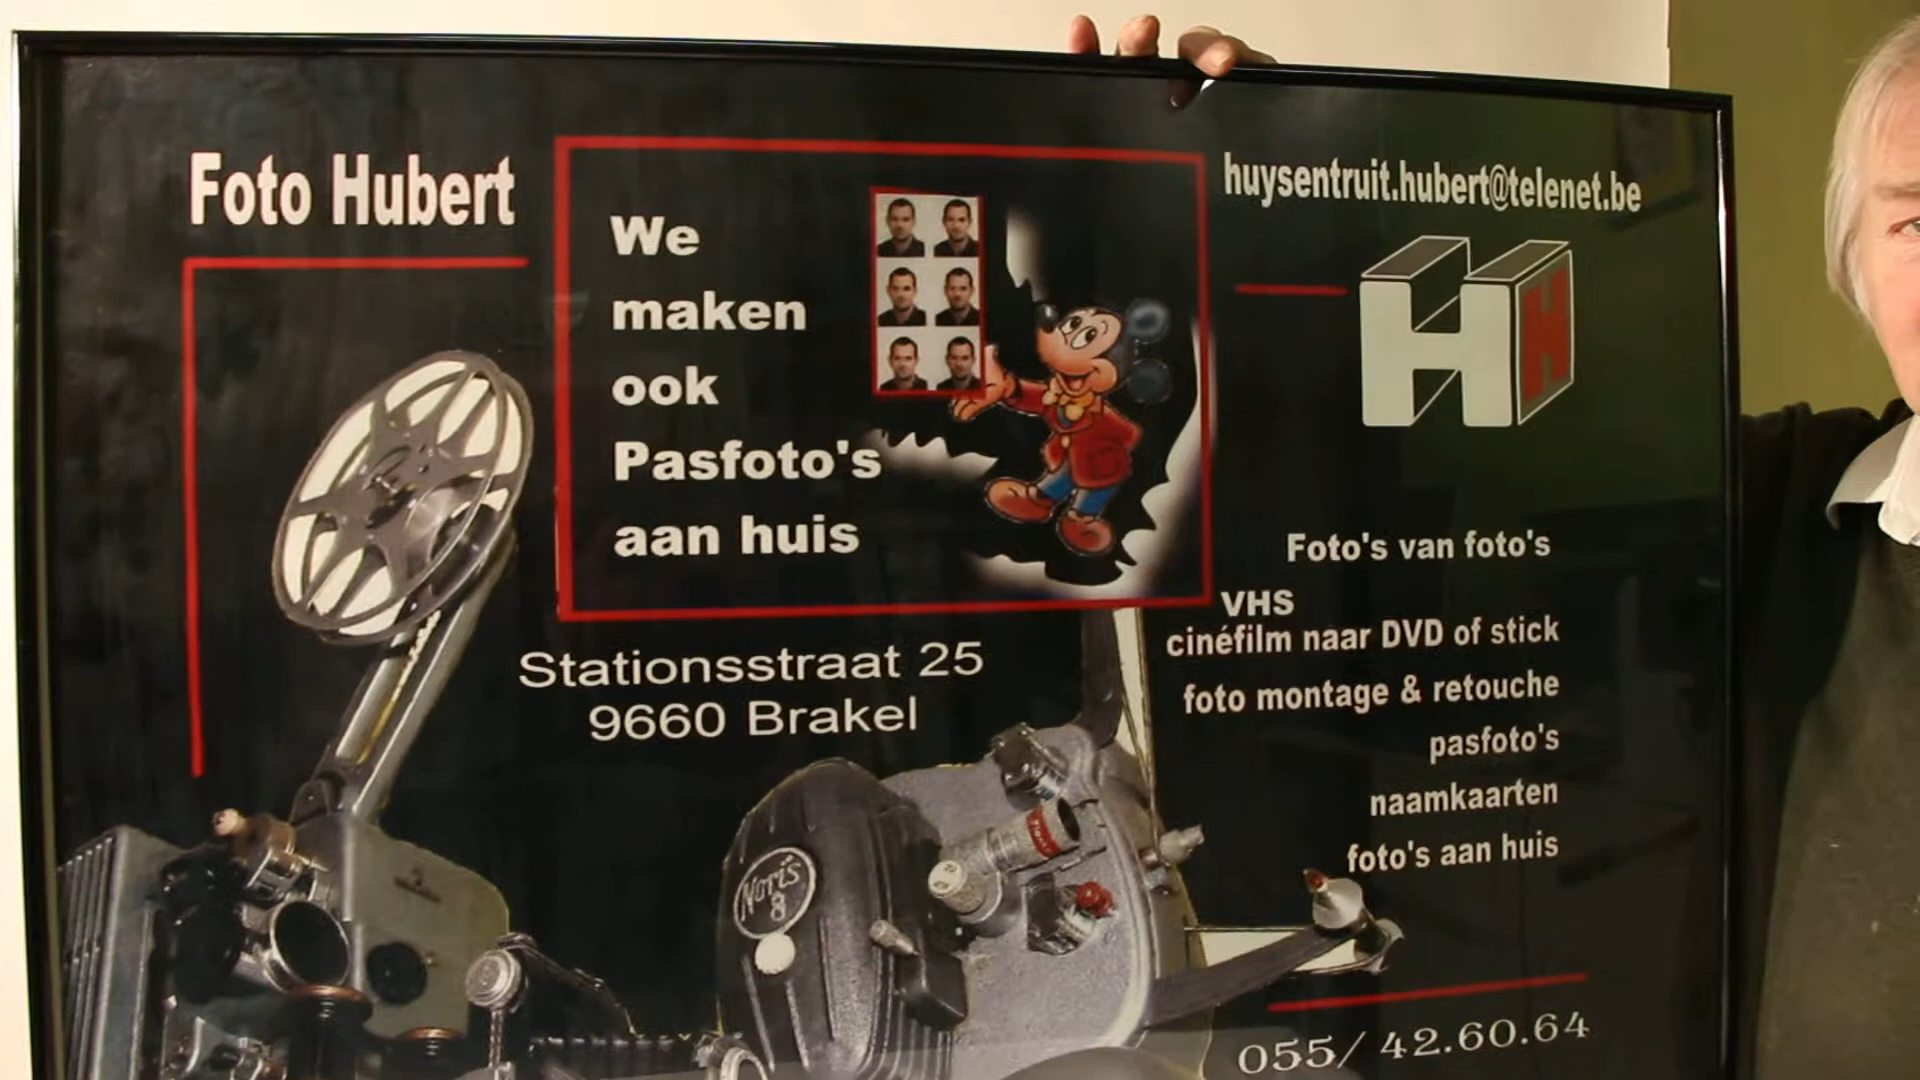 Foto Hubert
We
maken
ook
Pasfoto's
aan huis
huysentruit.hubert@telenet.be
H H
Stationsstraat 25
9660 Brakel
Foto's van foto's
VHS
cinéfilm naar DVD of stick
foto montage & retouche
pasfoto's
naamkaarten
foto's aan huis
Noris
8
055/ 42.60.64